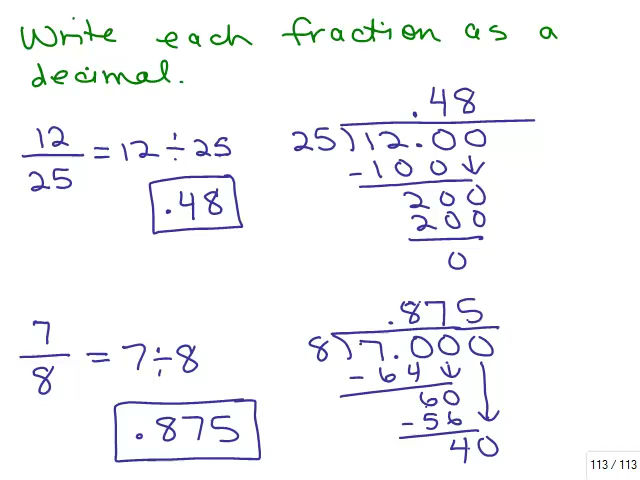 Write each fraction as a
decimal.
12/25 = 12 ÷ 25
.48
.48
25)12.00
-100
200
200
0
7/8 = 7 ÷ 8
.875
.875
8)7.000
-64
60
-56
40
113 / 113